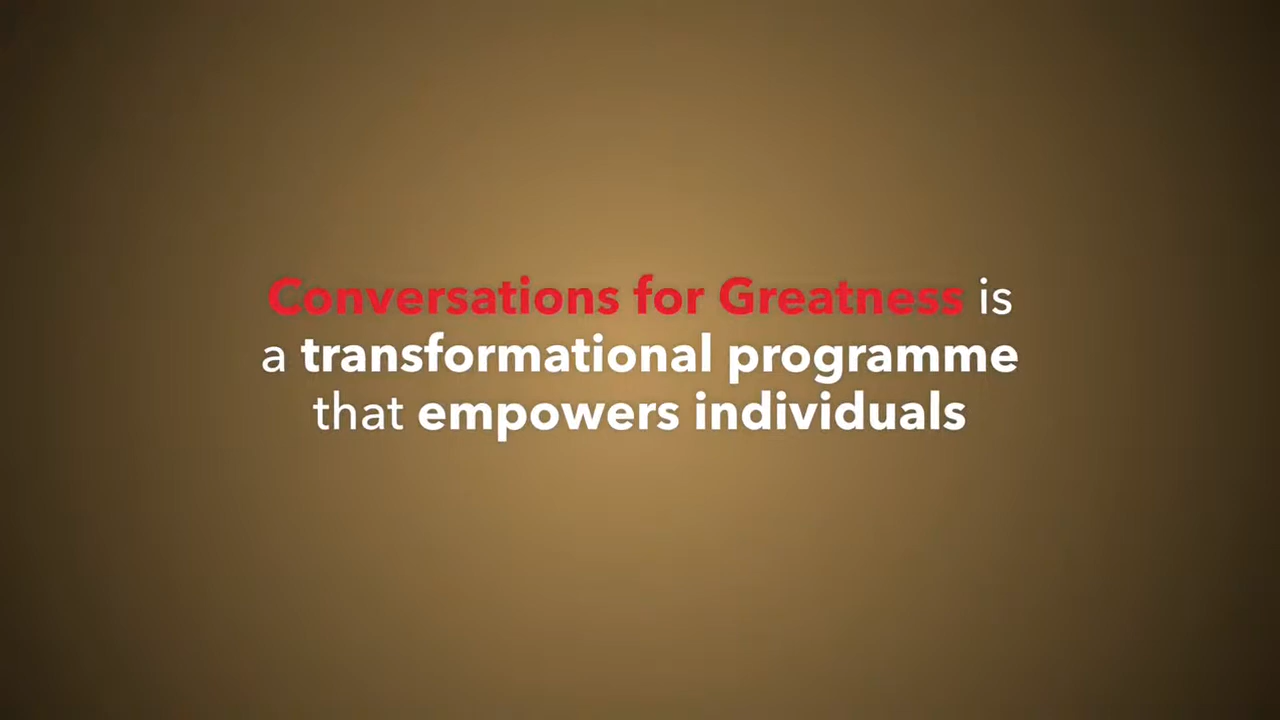 Conversations for Greatness is
a transformational programme
that empowers individuals